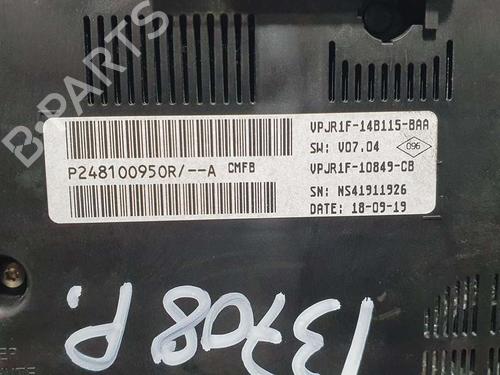 B-PARTS
P248100950R/--A CMFB
VPJR1F-14B115-BAA
SW: V07.04
096
VPJR1F-10849-CB
SN: NS41911926
DATE: 18-09-19
13708P.